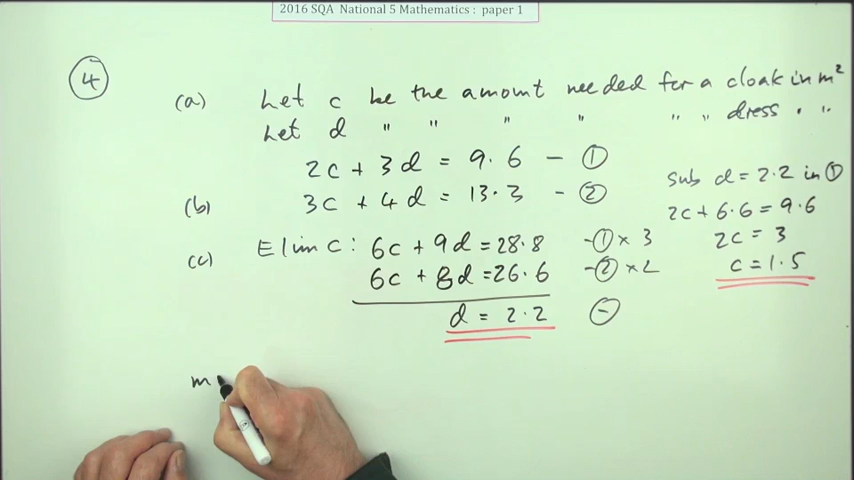 2016 SQA National 5 Mathematics : paper 1
4
(a) Let c be the amount needed for a cloak in m²
Let d " " " " " " dress " "
2c + 3d = 9.6 - ①
(b) 3c + 4d = 13.3 - ②
(c) Elim c: 6c + 9d = 28.8 - ① × 3
6c + 8d = 26.6 - ② × 2
d = 2.2 ⊖
Sub d = 2.2 in ①
2c + 6.6 = 9.6
2c = 3
c = 1.5
m